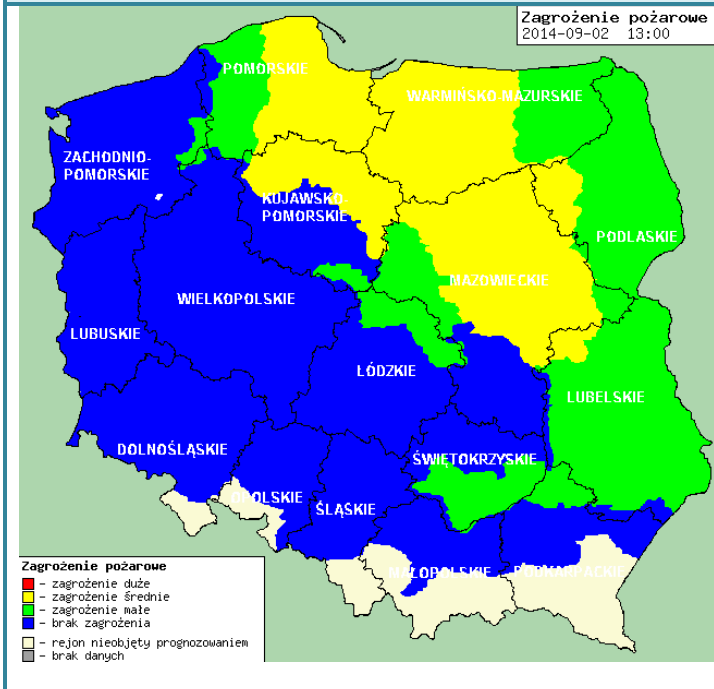 Zagrożenie pożarowe
2014-09-02 13:00
POMORSKIE
WARMIŃSKO-MAZURSKIE
ZACHODNIO-
POMORSKIE
KUJAWSKO-
POMORSKIE
PODLASKIE
MAZOWIECKIE
WIELKOPOLSKIE
LUBUSKIE
ŁÓDZKIE
LUBELSKIE
DOLNOŚLĄSKIE
ŚWIĘTOKRZYSKIE
OPOLSKIE
ŚLĄSKIE
MAŁOPOLSKIE
PODKARPACKIE
Zagrożenie pożarowe
- zagrożenie duże
- zagrożenie średnie
- zagrożenie małe
- brak zagrożenia
- rejon nieobjęty prognozowaniem
- brak danych